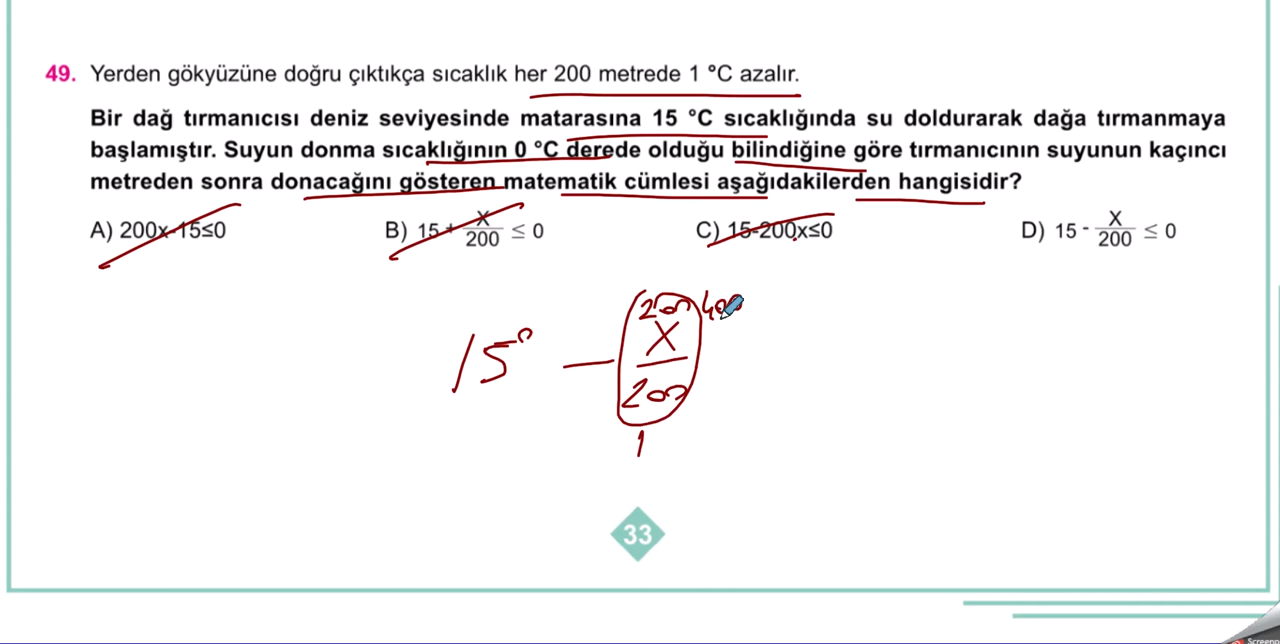 49. Yerden gökyüzüne doğru çıktıkça sıcaklık her 200 metrede 1 °C azalır.
Bir dağ tırmanıcısı deniz seviyesinde matarasına 15 °C sıcaklığında su doldurarak dağa tırmanmaya
başlamıştır. Suyun donma sıcaklığının 0 °C derede olduğu bilindiğine göre tırmanıcının suyunun kaçıncı
metreden sonra donacağını gösteren matematik cümlesi aşağıdakilerden hangisidir?
A) 200x-15≤0 B) 15 + x/200 ≤ 0 C) 15-200x≤0 D) 15 - x/200 ≤ 0
200 400
15° - x/200
1
33